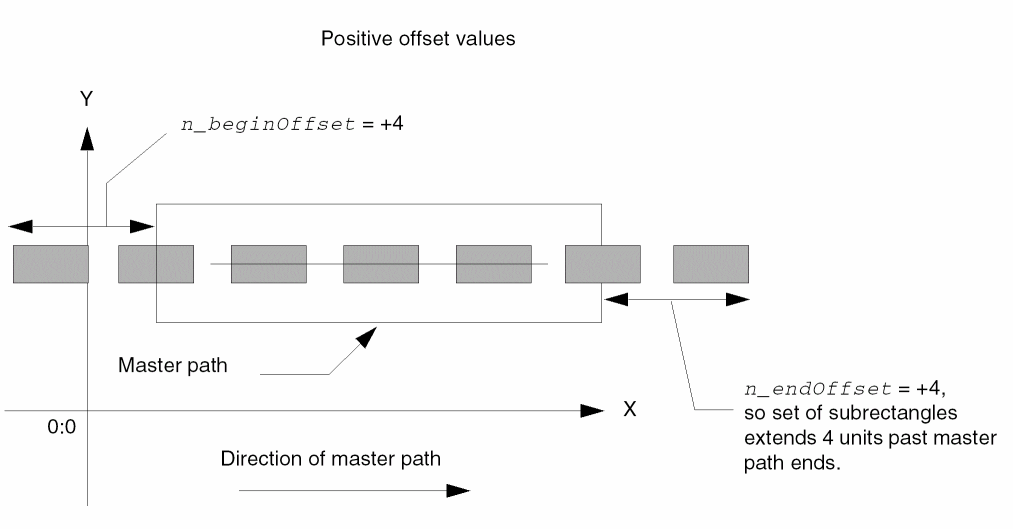 Positive offset values
Y
n_beginOffset = +4
Master path
n_endOffset = +4,
so set of subrectangles
extends 4 units past master
path ends.
X
0:0
Direction of master path